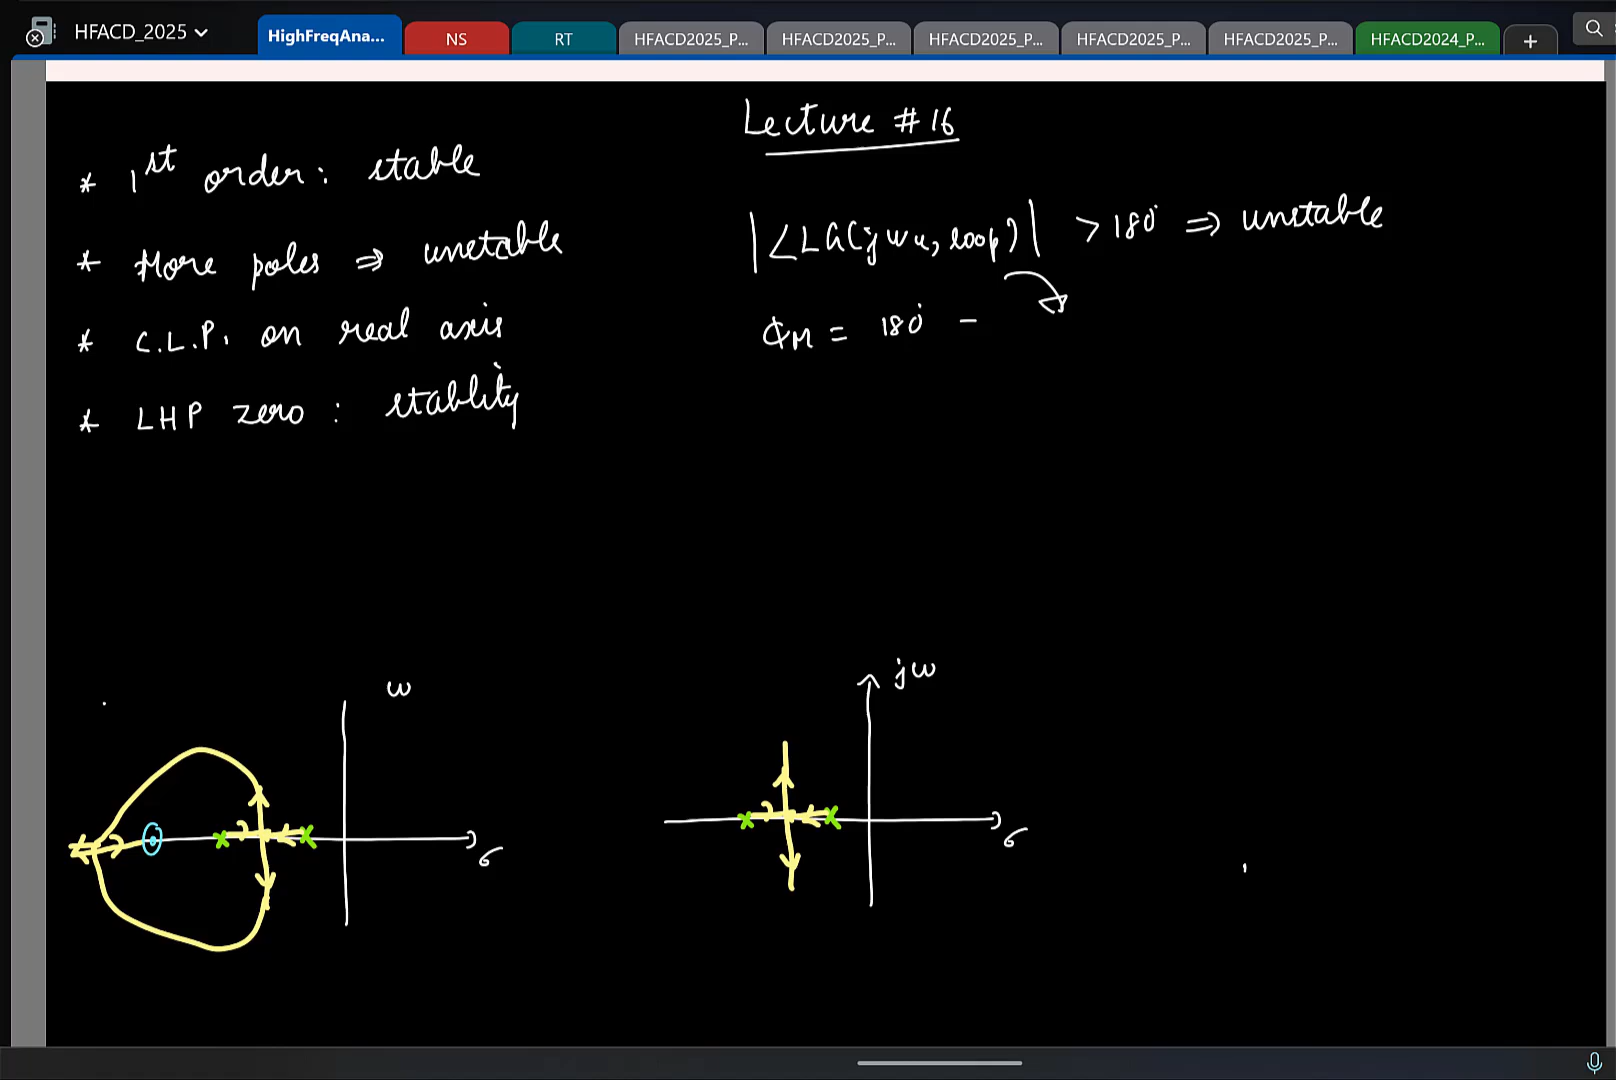 HFACD_2025
HighFreqAna...
NS
RT
HFACD2025_P...
HFACD2025_P...
HFACD2025_P...
HFACD2025_P...
HFACD2025_P...
HFACD2024_P...
Lecture #16
* 1st order: stable
* More poles ⇒ unstable
* C.L.P. on real axis
* LHP zero: stablity
|∠LG(jωu,loop)| > 180° ⇒ unstable
ΦM = 180° -
ω
σ
jω
σ